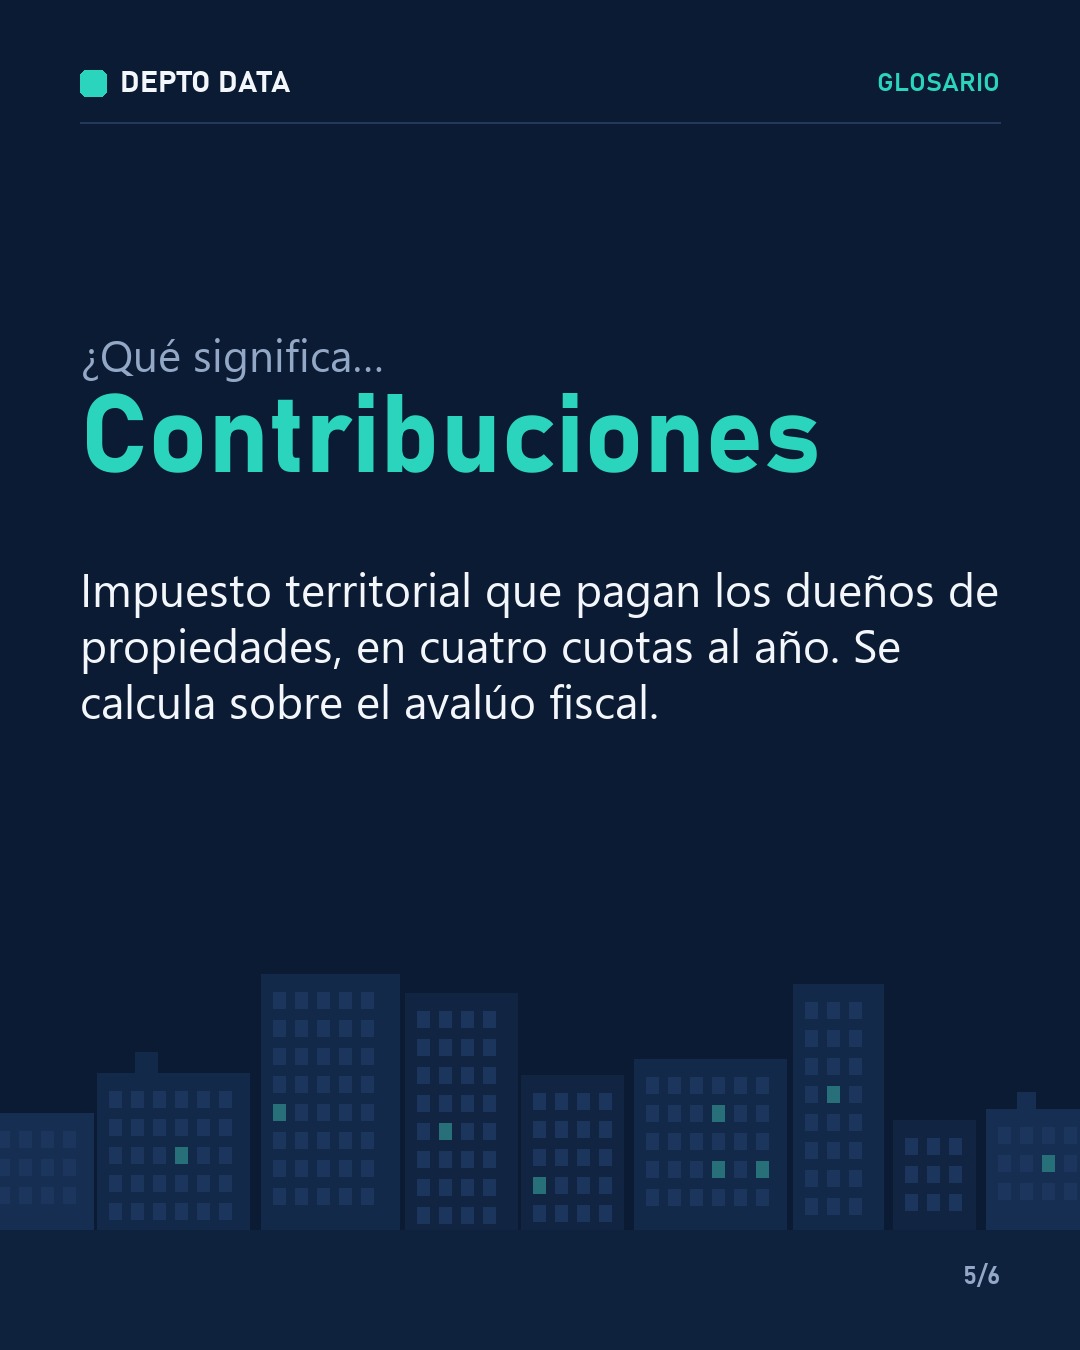 DEPTO DATA
GLOSARIO
¿Qué significa...
Contribuciones
Impuesto territorial que pagan los dueños de
propiedades, en cuatro cuotas al año. Se
calcula sobre el avalúo fiscal.
5/6